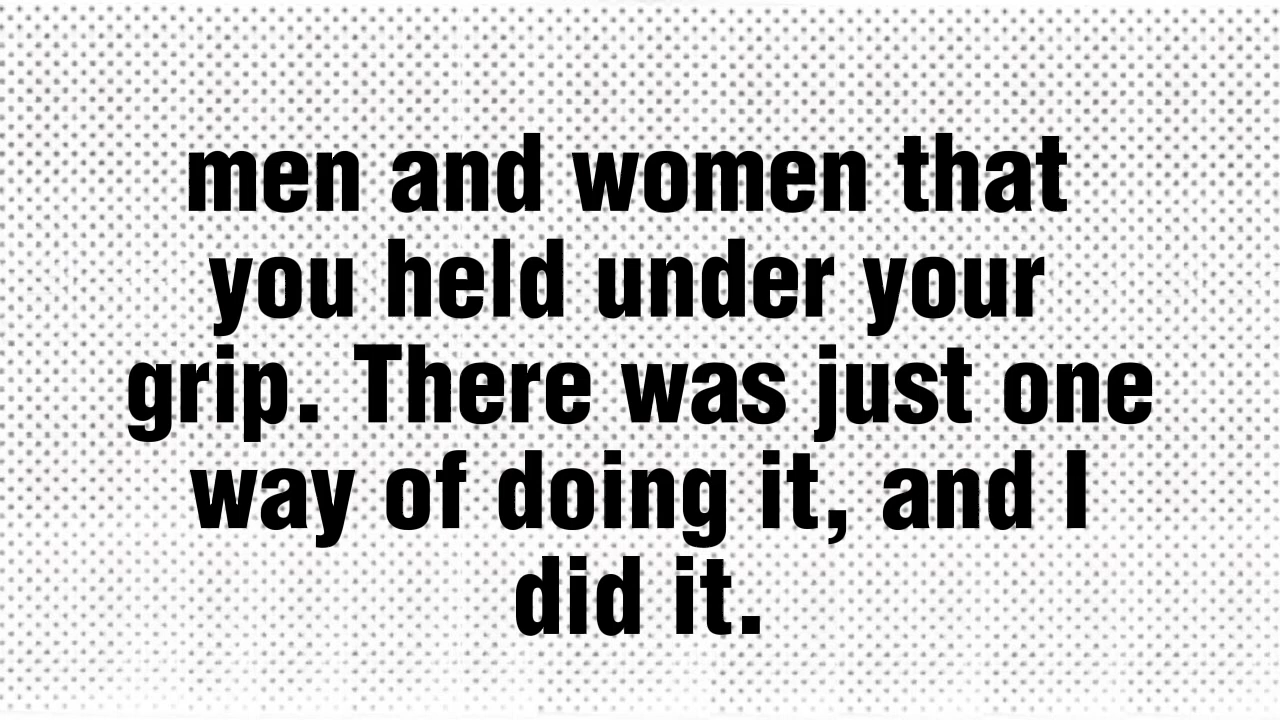 men and women that
you held under your
grip. There was just one
way of doing it, and I
did it.